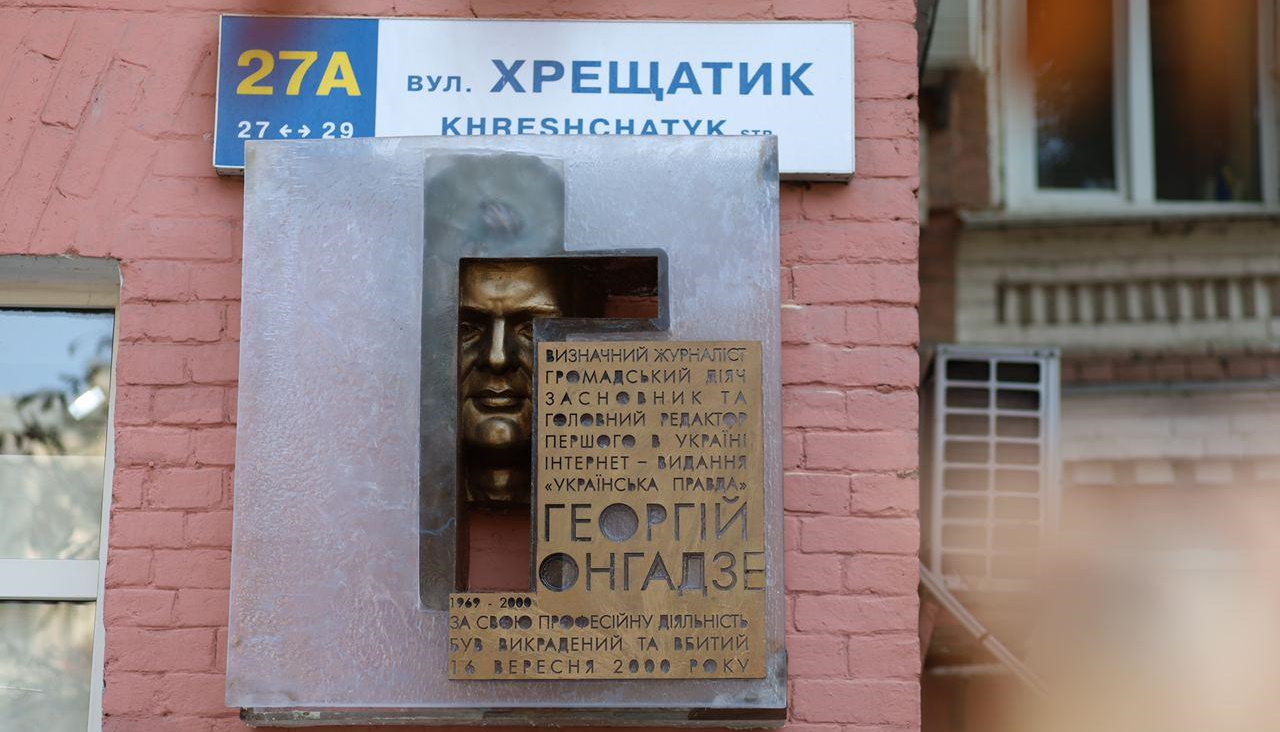 27А
27 ↔ 29
вул. ХРЕЩАТИК
KHRESHCHATYK STR.
ВИЗНАЧНИЙ ЖУРНАЛІСТ
ГРОМАДСЬКИЙ ДІЯЧ
ЗАСНОВНИК ТА
ГОЛОВНИЙ РЕДАКТОР
ПЕРШОГО В УКРАЇНІ
ІНТЕРНЕТ – ВИДАННЯ
«УКРАЇНСЬКА ПРАВДА»
ГЕОРГІЙ
ОНГАДЗЕ
1969 - 2000
ЗА СВОЮ ПРОФЕСІЙНУ ДІЯЛЬНІСТЬ
БУВ ВИКРАДЕНИЙ ТА ВБИТИЙ
16 ВЕРЕСНЯ 2000 РОКУ